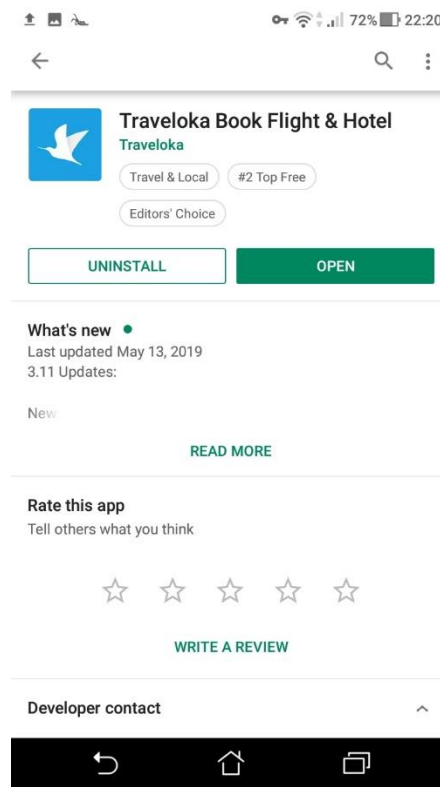 72% 22:20
Traveloka Book Flight & Hotel
Traveloka
Travel & Local #2 Top Free
Editors' Choice
UNINSTALL OPEN
What's new
Last updated May 13, 2019
3.11 Updates:
New
READ MORE
Rate this app
Tell others what you think
WRITE A REVIEW
Developer contact